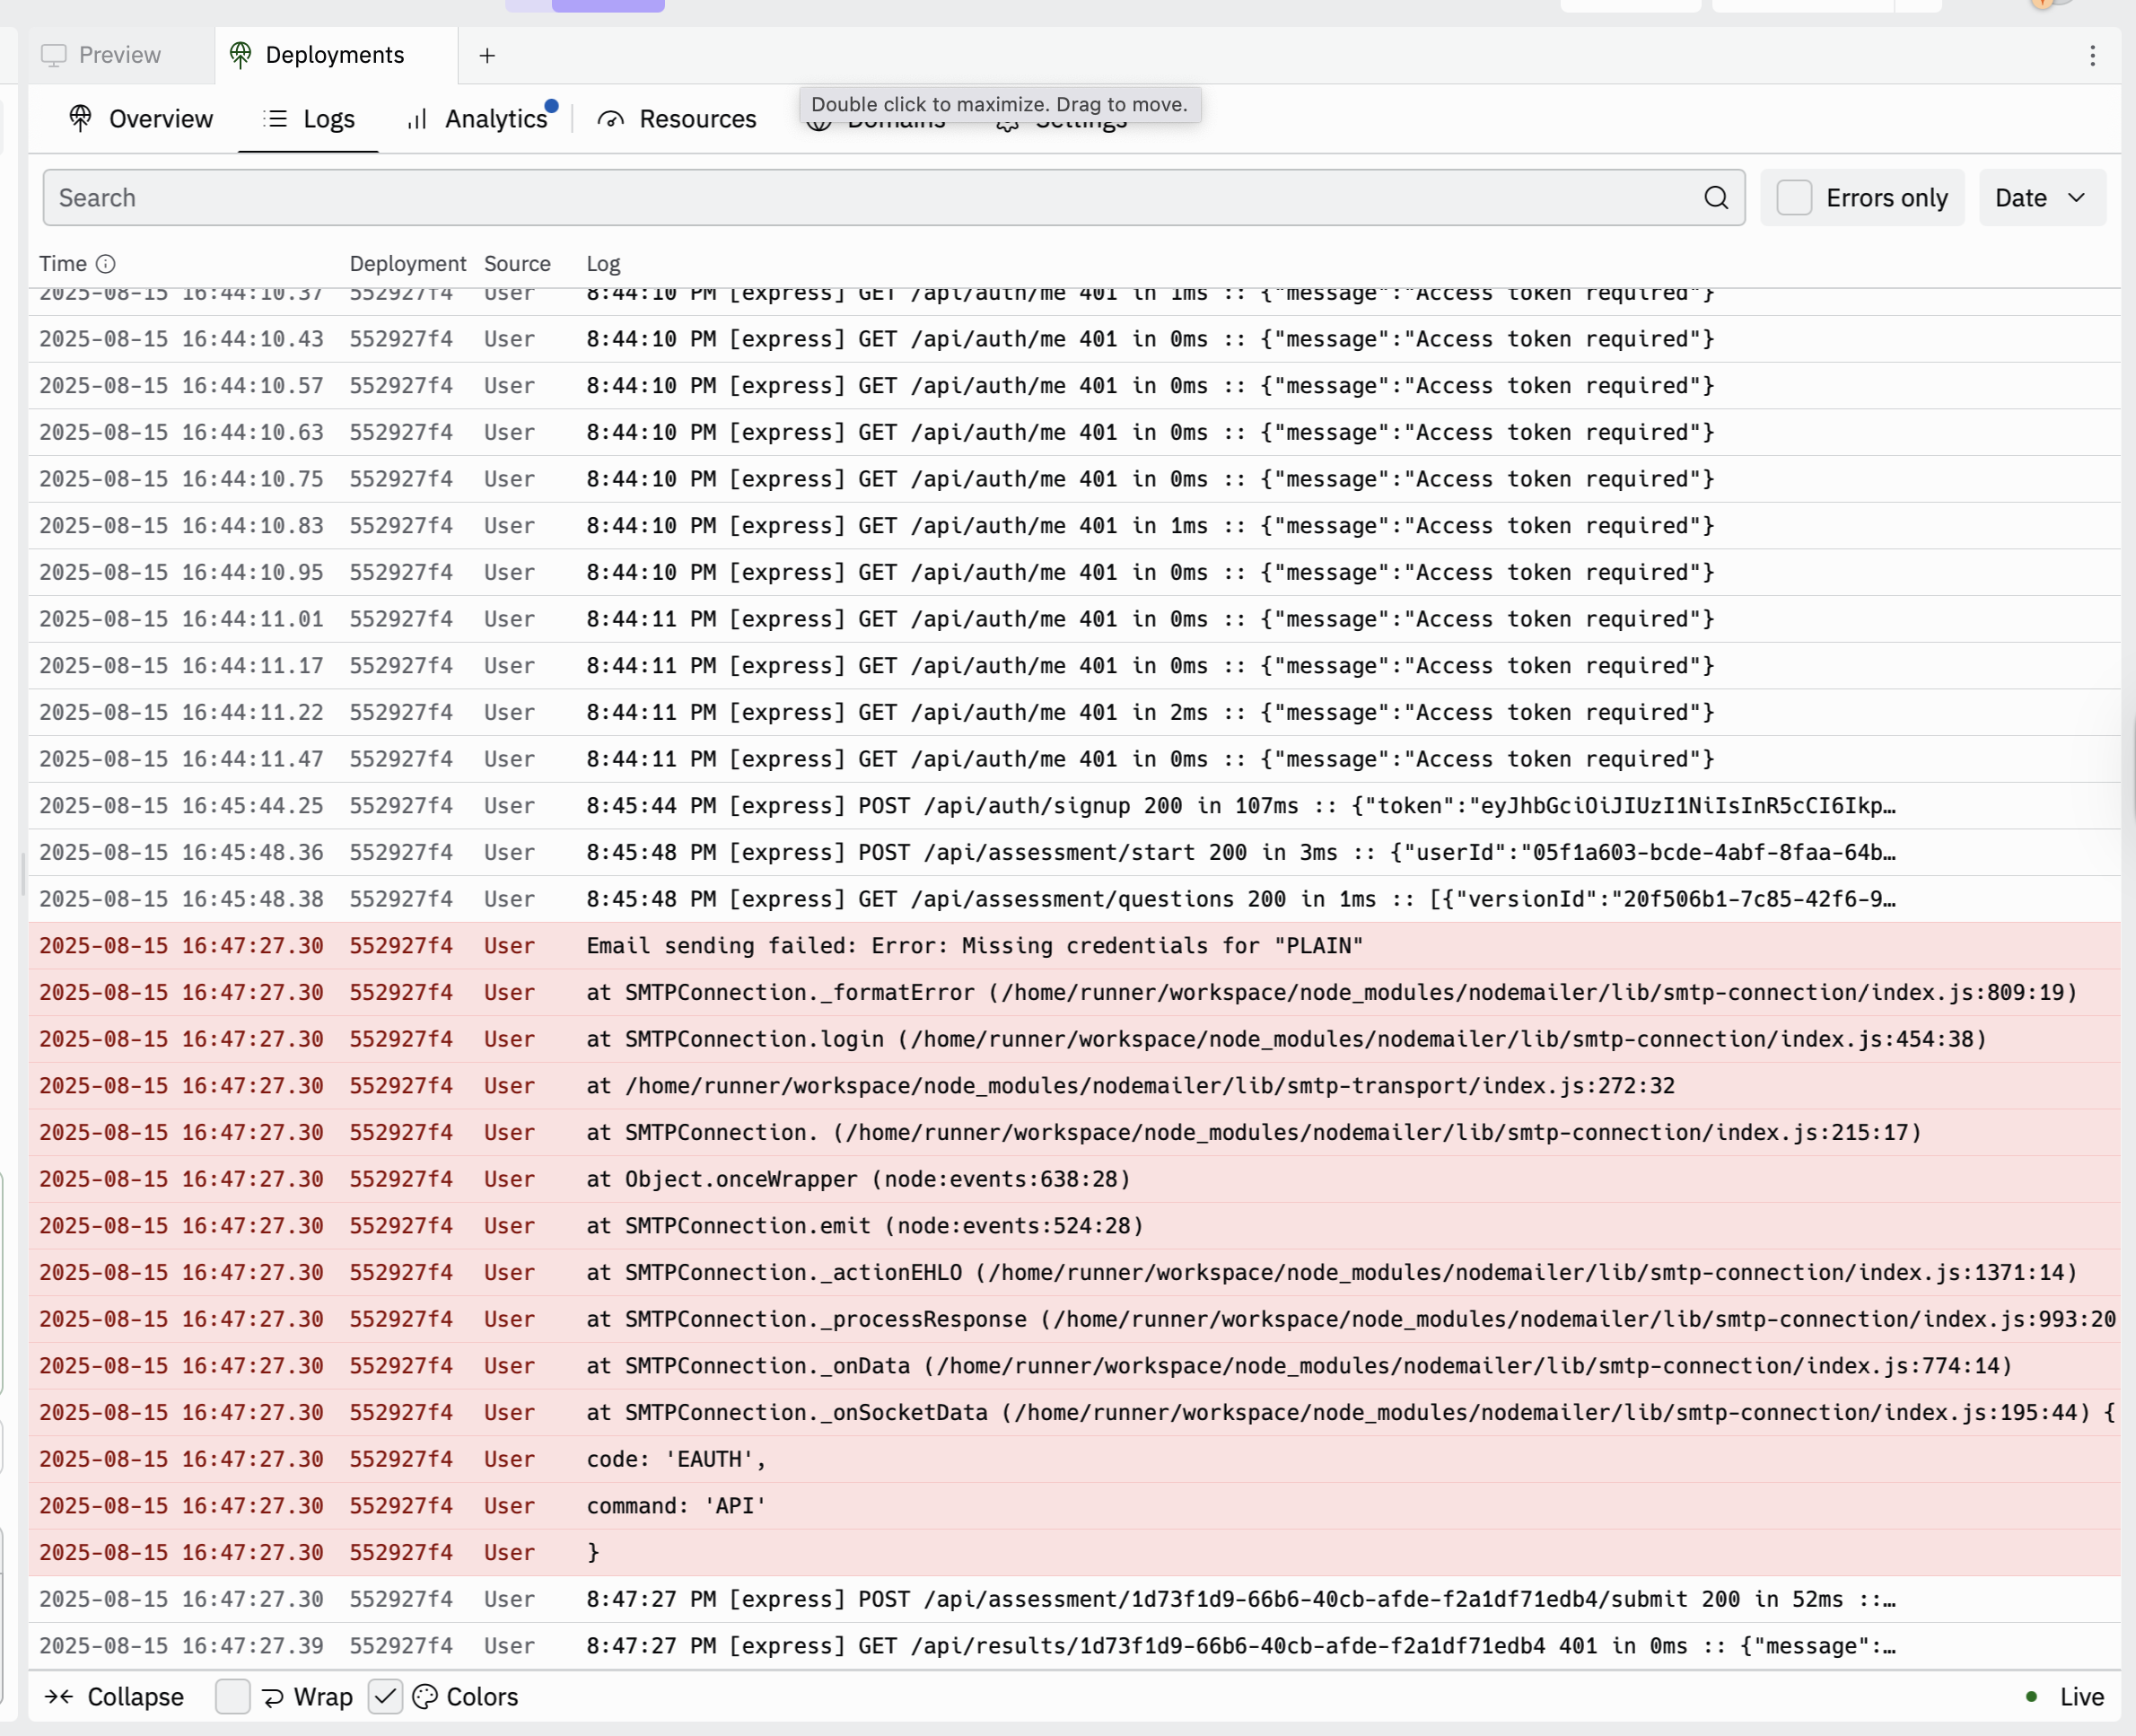 Preview
Deployments
Overview
Logs
Analytics
Resources
Domains
Settings
Double click to maximize. Drag to move.
Search
Errors only
Date
Time Deployment Source Log
2025-08-15 16:44:10.37 552927f4 User 8:44:10 PM [express] GET /api/auth/me 401 in 1ms :: {"message":"Access token required"}
2025-08-15 16:44:10.43 552927f4 User 8:44:10 PM [express] GET /api/auth/me 401 in 0ms :: {"message":"Access token required"}
2025-08-15 16:44:10.57 552927f4 User 8:44:10 PM [express] GET /api/auth/me 401 in 0ms :: {"message":"Access token required"}
2025-08-15 16:44:10.63 552927f4 User 8:44:10 PM [express] GET /api/auth/me 401 in 0ms :: {"message":"Access token required"}
2025-08-15 16:44:10.75 552927f4 User 8:44:10 PM [express] GET /api/auth/me 401 in 0ms :: {"message":"Access token required"}
2025-08-15 16:44:10.83 552927f4 User 8:44:10 PM [express] GET /api/auth/me 401 in 1ms :: {"message":"Access token required"}
2025-08-15 16:44:10.95 552927f4 User 8:44:10 PM [express] GET /api/auth/me 401 in 0ms :: {"message":"Access token required"}
2025-08-15 16:44:11.01 552927f4 User 8:44:11 PM [express] GET /api/auth/me 401 in 0ms :: {"message":"Access token required"}
2025-08-15 16:44:11.17 552927f4 User 8:44:11 PM [express] GET /api/auth/me 401 in 0ms :: {"message":"Access token required"}
2025-08-15 16:44:11.22 552927f4 User 8:44:11 PM [express] GET /api/auth/me 401 in 2ms :: {"message":"Access token required"}
2025-08-15 16:44:11.47 552927f4 User 8:44:11 PM [express] GET /api/auth/me 401 in 0ms :: {"message":"Access token required"}
2025-08-15 16:45:44.25 552927f4 User 8:45:44 PM [express] POST /api/auth/signup 200 in 107ms :: {"token":"eyJhbGciOiJIUzI1NiIsInR5cCI6Ikp…
2025-08-15 16:45:48.36 552927f4 User 8:45:48 PM [express] POST /api/assessment/start 200 in 3ms :: {"userId":"05f1a603-bcde-4abf-8faa-64b…
2025-08-15 16:45:48.38 552927f4 User 8:45:48 PM [express] GET /api/assessment/questions 200 in 1ms :: [{"versionId":"20f506b1-7c85-42f6-9…
2025-08-15 16:47:27.30 552927f4 User Email sending failed: Error: Missing credentials for "PLAIN"
2025-08-15 16:47:27.30 552927f4 User at SMTPConnection._formatError (/home/runner/workspace/node_modules/nodemailer/lib/smtp-connection/index.js:809:19)
2025-08-15 16:47:27.30 552927f4 User at SMTPConnection.login (/home/runner/workspace/node_modules/nodemailer/lib/smtp-connection/index.js:454:38)
2025-08-15 16:47:27.30 552927f4 User at /home/runner/workspace/node_modules/nodemailer/lib/smtp-transport/index.js:272:32
2025-08-15 16:47:27.30 552927f4 User at SMTPConnection. (/home/runner/workspace/node_modules/nodemailer/lib/smtp-connection/index.js:215:17)
2025-08-15 16:47:27.30 552927f4 User at Object.onceWrapper (node:events:638:28)
2025-08-15 16:47:27.30 552927f4 User at SMTPConnection.emit (node:events:524:28)
2025-08-15 16:47:27.30 552927f4 User at SMTPConnection._actionEHLO (/home/runner/workspace/node_modules/nodemailer/lib/smtp-connection/index.js:1371:14)
2025-08-15 16:47:27.30 552927f4 User at SMTPConnection._processResponse (/home/runner/workspace/node_modules/nodemailer/lib/smtp-connection/index.js:993:20
2025-08-15 16:47:27.30 552927f4 User at SMTPConnection._onData (/home/runner/workspace/node_modules/nodemailer/lib/smtp-connection/index.js:774:14)
2025-08-15 16:47:27.30 552927f4 User at SMTPConnection._onSocketData (/home/runner/workspace/node_modules/nodemailer/lib/smtp-connection/index.js:195:44) {
2025-08-15 16:47:27.30 552927f4 User code: 'EAUTH',
2025-08-15 16:47:27.30 552927f4 User command: 'API'
2025-08-15 16:47:27.30 552927f4 User }
2025-08-15 16:47:27.30 552927f4 User 8:47:27 PM [express] POST /api/assessment/1d73f1d9-66b6-40cb-afde-f2a1df71edb4/submit 200 in 52ms ::…
2025-08-15 16:47:27.39 552927f4 User 8:47:27 PM [express] GET /api/results/1d73f1d9-66b6-40cb-afde-f2a1df71edb4 401 in 0ms :: {"message":…
Collapse
Wrap
Colors
Live